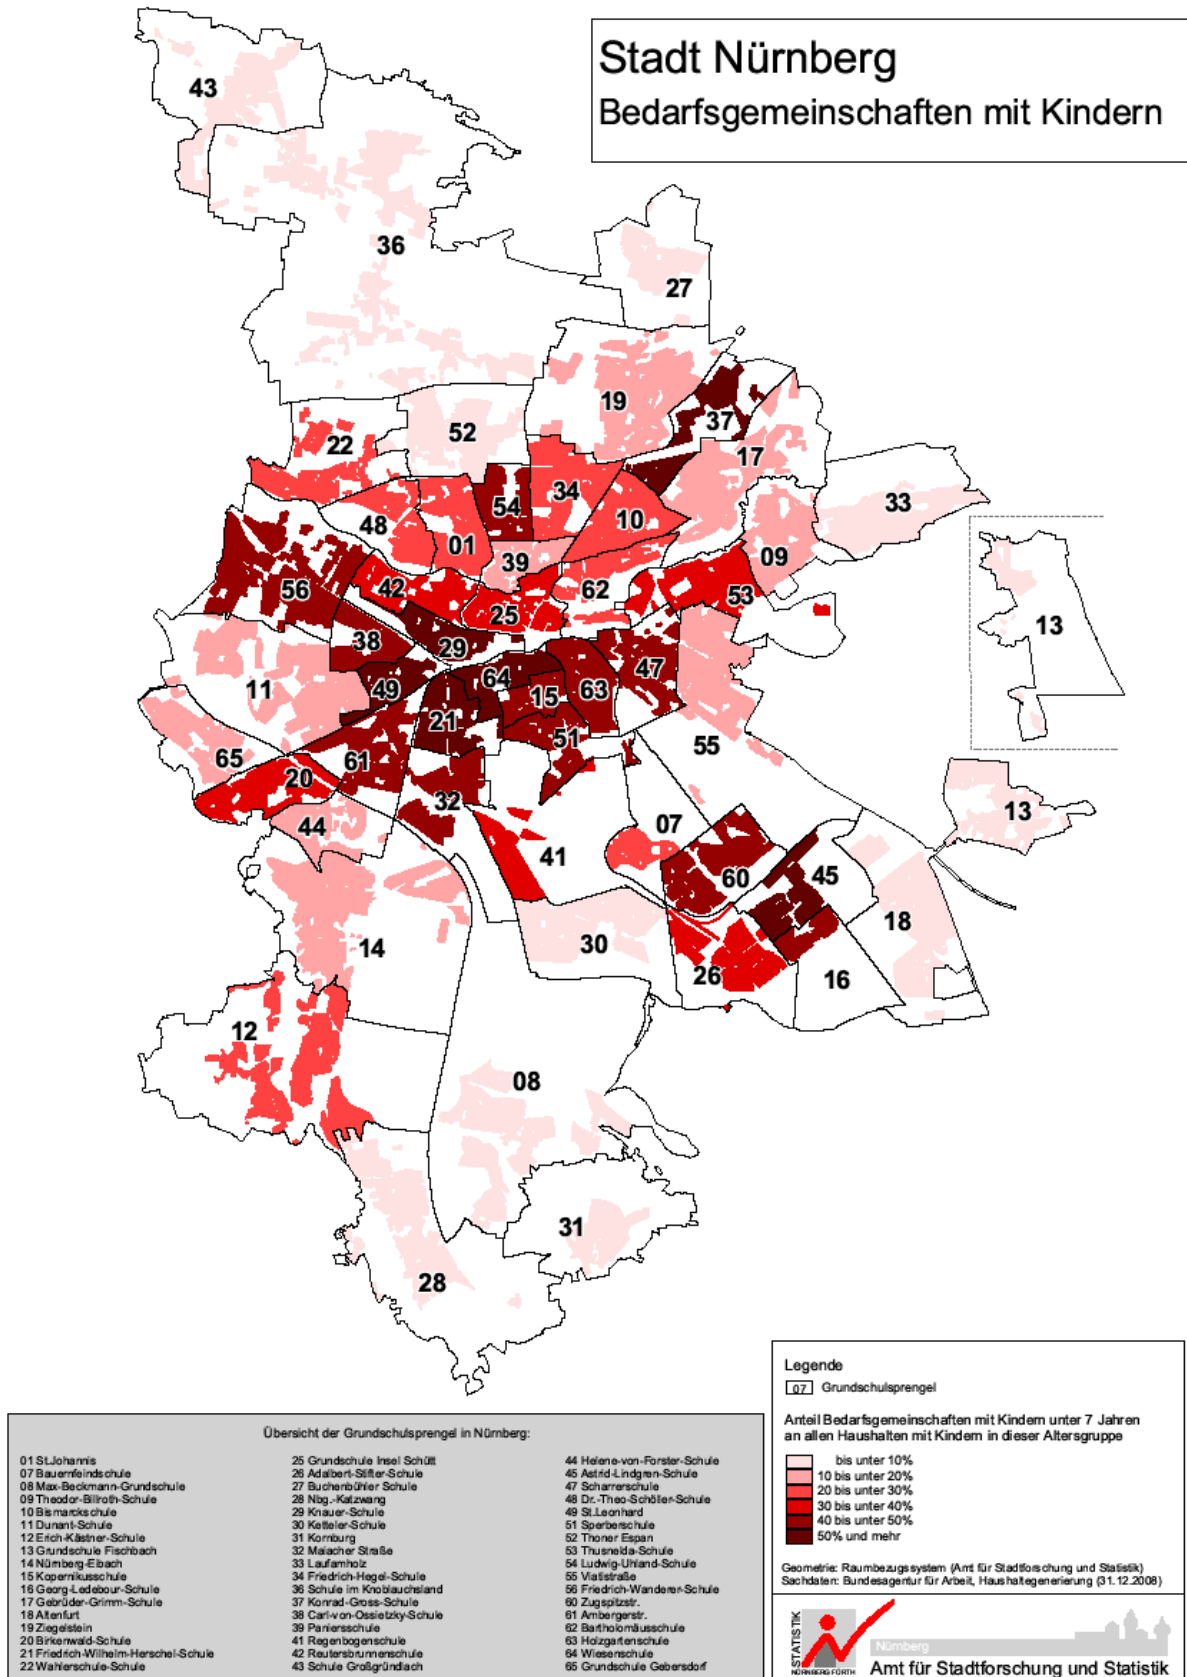 Stadt Nürnberg
Bedarfsgemeinschaften mit Kindern
43
36
27
19
37
17
22
52
54
34
10
33
48
01
39
09
13
56
42
25
62
53
38
29
11
49
64
15
63
47
21
51
55
65
20
61
32
13
44
41
07
60
45
18
30
26
16
14
12
08
31
28
Legende
07 Grundschulsprengel
Anteil Bedarfsgemeinschaften mit Kindern unter 7 Jahren
an allen Haushalten mit Kindern in dieser Altersgruppe
bis unter 10%
10 bis unter 20%
20 bis unter 30%
30 bis unter 40%
40 bis unter 50%
50% und mehr
Geometrie: Raumbezugssystem (Amt für Stadtforschung und Statistik)
Sachdaten: Bundesagentur für Arbeit, Haushaltegenerierung (31.12.2008)
STATISTIK
NÜRNBERG FÜRTH
Nürnberg
Amt für Stadtforschung und Statistik
Übersicht der Grundschulsprengel in Nürnberg:
01 St.Johannis
07 Bauernfeindschule
08 Max-Beckmann-Grundschule
09 Theodor-Billroth-Schule
10 Bismarckschule
11 Dunant-Schule
12 Erich-Kästner-Schule
13 Grundschule Fischbach
14 Nürnberg-Eibach
15 Kopernikusschule
16 Georg-Ledebour-Schule
17 Gebrüder-Grimm-Schule
18 Altenfurt
19 Ziegelstein
20 Birkenwald-Schule
21 Friedrich-Wilhelm-Herschel-Schule
22 Wahlerschule-Schule
25 Grundschule Insel Schütt
26 Adalbert-Stifter-Schule
27 Buchenbühler Schule
28 Nbg.-Katzwang
29 Knauer-Schule
30 Ketteler-Schule
31 Kornburg
32 Maiacher Straße
33 Laufamholz
34 Friedrich-Hegel-Schule
36 Schule im Knoblauchsland
37 Konrad-Gross-Schule
38 Carl-von-Ossietzky-Schule
39 Paniersschule
41 Regenbogenschule
42 Reutersbrunnenschule
43 Schule Großgründlach
44 Helene-von-Forster-Schule
45 Astrid-Lindgren-Schule
47 Scharrerschule
48 Dr.-Theo-Schöller-Schule
49 St.Leonhard
51 Sperberschule
52 Thoner Espan
53 Thusnelda-Schule
54 Ludwig-Uhland-Schule
55 Viatistraße
56 Friedrich-Wanderer-Schule
60 Zugspitzstr.
61 Ambergerstr.
62 Bartholomäusschule
63 Holzgartenschule
64 Wiesenschule
65 Grundschule Gebersdorf